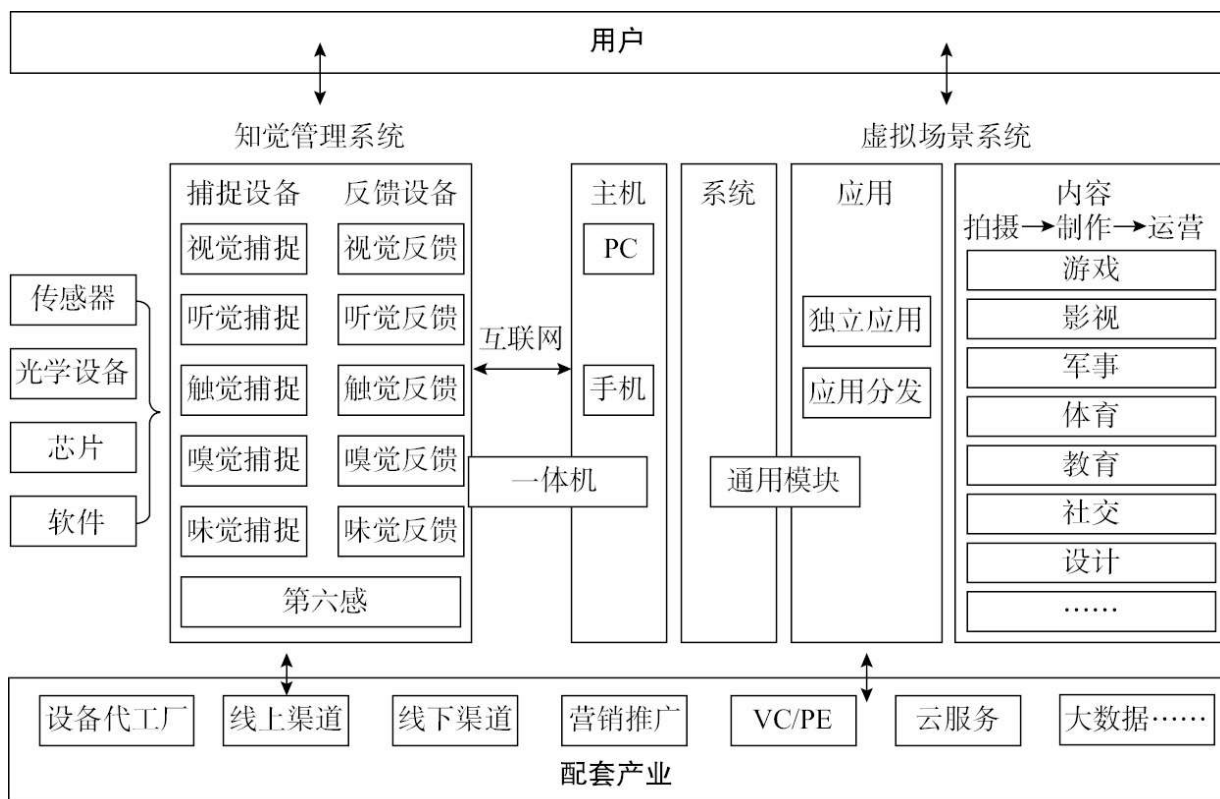 用户
知觉管理系统
虚拟场景系统
捕捉设备
反馈设备
主机
系统
应用
内容
拍摄→制作→运营
视觉捕捉
视觉反馈
PC
游戏
传感器
听觉捕捉
听觉反馈
互联网
独立应用
影视
光学设备
触觉捕捉
触觉反馈
手机
应用分发
军事
体育
芯片
嗅觉捕捉
嗅觉反馈
一体机
通用模块
教育
软件
味觉捕捉
味觉反馈
社交
设计
第六感
……
设备代工厂
线上渠道
线下渠道
营销推广
VC/PE
云服务
大数据……
配套产业